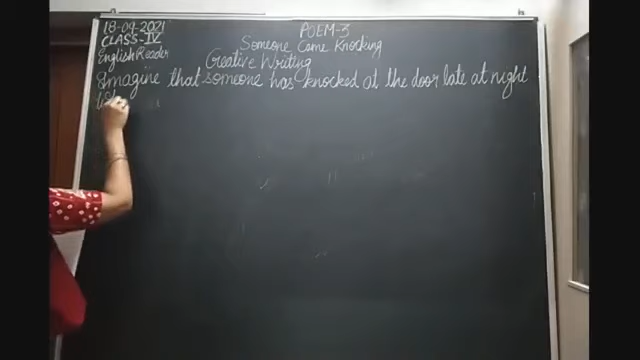 18-09-2021
POEM-3
CLASS-IV
Someone Came Knocking
English Reader
Creative Writing
Imagine that someone has knocked at the door late at night